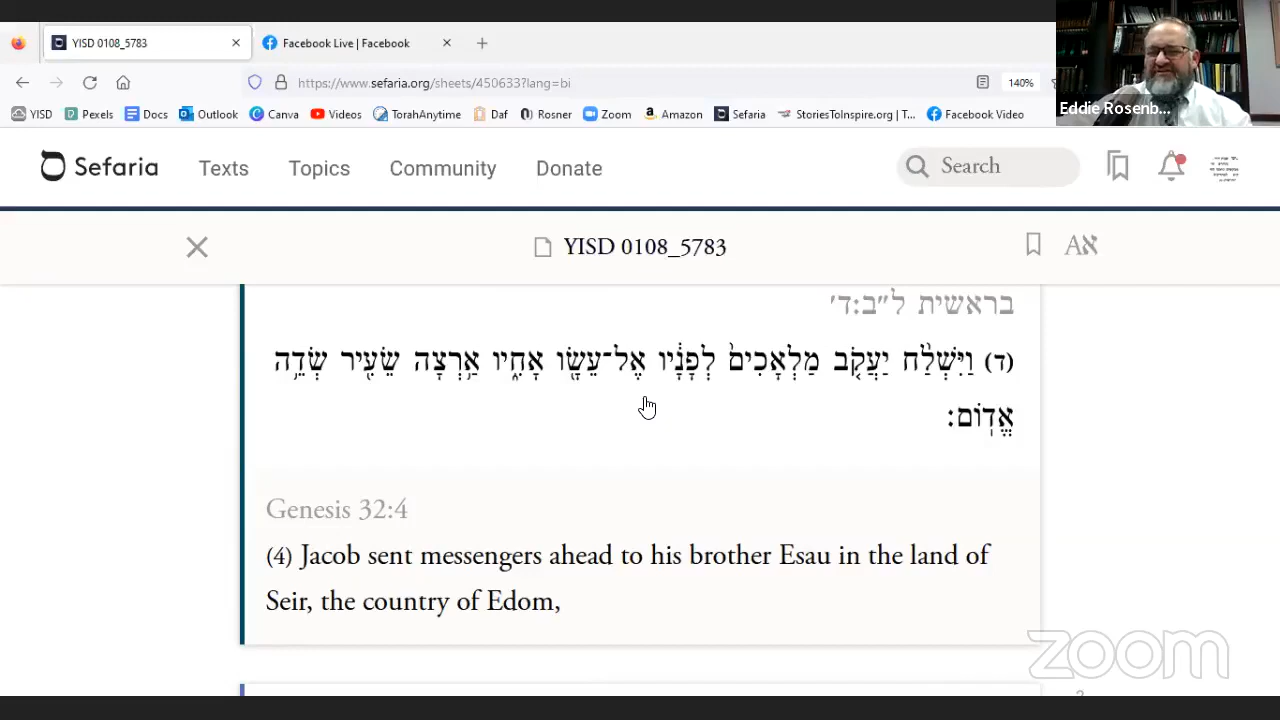 YISD 0108_5783
Facebook Live | Facebook
https://www.sefaria.org/sheets/450633?lang=bi
140%
Eddie Rosenb...
YISD Pexels Docs Outlook Canva Videos TorahAnytime Daf Rosner Zoom Amazon Sefaria StoriesToInspire.org | T... Facebook Video
Sefaria Texts Topics Community Donate Search
YISD 0108_5783
Aא
בראשית ל״ב:ד׳
(ד) וַיִּשְׁלַ֨ח יַעֲקֹ֤ב מַלְאָכִים֙ לְפָנָ֔יו אֶל־עֵשָׂ֖ו אָחִ֑יו אַ֥רְצָה שֵׂעִ֖יר שְׂדֵ֥ה
אֱדֽוֹם׃
Genesis 32:4
(4) Jacob sent messengers ahead to his brother Esau in the land of
Seir, the country of Edom,
zoom